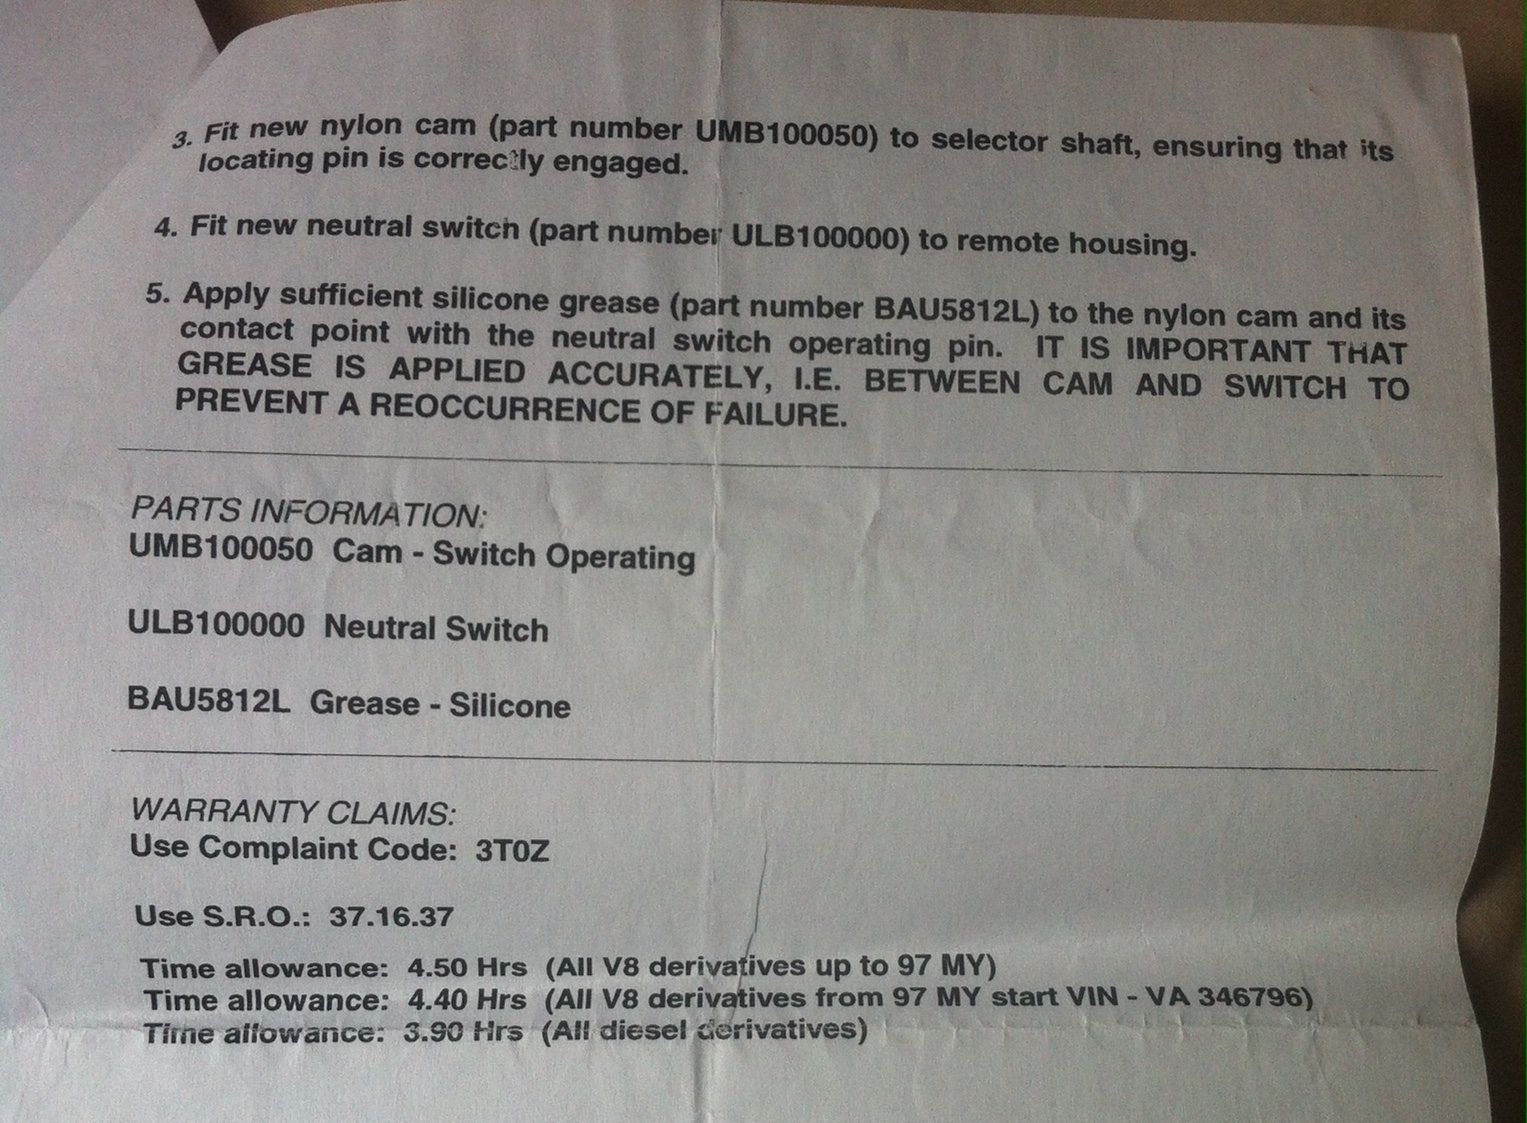 3. Fit new nylon cam (part number UMB100050) to selector shaft, ensuring that its
locating pin is correctly engaged.
4. Fit new neutral switch (part number ULB100000) to remote housing.
5. Apply sufficient silicone grease (part number BAU5812L) to the nylon cam and its
contact point with the neutral switch operating pin. IT IS IMPORTANT THAT
GREASE IS APPLIED ACCURATELY, I.E. BETWEEN CAM AND SWITCH TO
PREVENT A REOCCURRENCE OF FAILURE.
PARTS INFORMATION:
UMB100050 Cam - Switch Operating
ULB100000 Neutral Switch
BAU5812L Grease - Silicone
WARRANTY CLAIMS:
Use Complaint Code: 3T0Z
Use S.R.O.: 37.16.37
Time allowance: 4.50 Hrs (All V8 derivatives up to 97 MY)
Time allowance: 4.40 Hrs (All V8 derivatives from 97 MY start VIN - VA 346796)
Time allowance: 3.90 Hrs (All diesel derivatives)